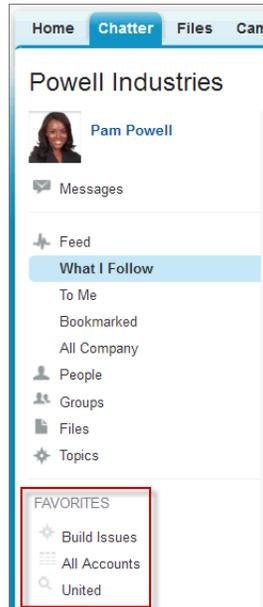 Home Chatter Files Cam
Powell Industries
Pam Powell
Messages
Feed
What I Follow
To Me
Bookmarked
All Company
People
Groups
Files
Topics
FAVORITES
Build Issues
All Accounts
United